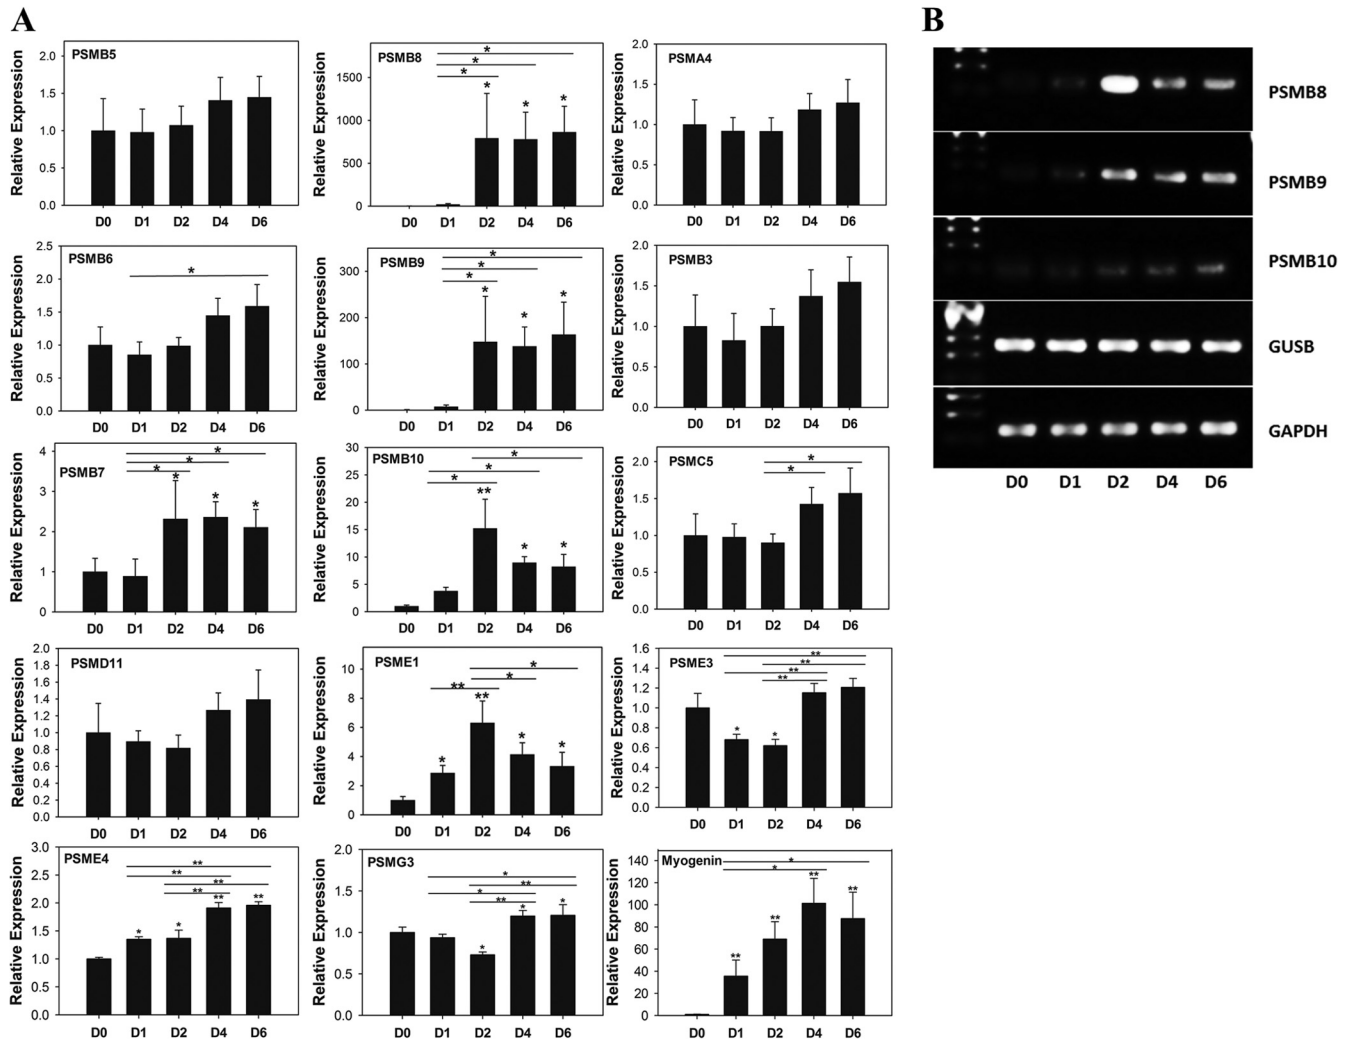 A
B
PSMB5
Relative Expression
2.0
1.5
1.0
0.5
0.0
D0 D1 D2 D4 D6
PSMB8
Relative Expression
1500
1000
500
0
* * *
* * *
D0 D1 D2 D4 D6
PSMA4
Relative Expression
2.0
1.5
1.0
0.5
0.0
D0 D1 D2 D4 D6
PSMB6
Relative Expression
2.5
2.0
1.5
1.0
0.5
0.0
*
D0 D1 D2 D4 D6
PSMB9
Relative Expression
300
200
100
0
* * *
* * *
D0 D1 D2 D4 D6
PSMB3
Relative Expression
2.0
1.5
1.0
0.5
0.0
D0 D1 D2 D4 D6
PSMB7
Relative Expression
4
3
2
1
0
* * *
* * *
D0 D1 D2 D4 D6
PSMB10
Relative Expression
30
25
20
15
10
5
0
* * *
** * *
D0 D1 D2 D4 D6
PSMC5
Relative Expression
2.0
1.5
1.0
0.5
0.0
* *
D0 D1 D2 D4 D6
PSMD11
Relative Expression
2.0
1.8
1.6
1.4
1.2
1.0
0.8
0.6
0.4
0.2
0.0
D0 D1 D2 D4 D6
PSME1
Relative Expression
10
8
6
4
2
0
* * **
* ** * *
D0 D1 D2 D4 D6
PSME3
Relative Expression
1.6
1.4
1.2
1.0
0.8
0.6
0.4
0.2
0.0
** ** ** **
* *
D0 D1 D2 D4 D6
PSME4
Relative Expression
3.0
2.5
2.0
1.5
1.0
0.5
0.0
** ** ** **
* * ** **
D0 D1 D2 D4 D6
PSMG3
Relative Expression
2.0
1.5
1.0
0.5
0.0
* ** * **
* * *
D0 D1 D2 D4 D6
Myogenin
Relative Expression
140
120
100
80
60
40
20
0
* *
** ** ** **
D0 D1 D2 D4 D6
PSMB8
PSMB9
PSMB10
GUSB
GAPDH
D0 D1 D2 D4 D6